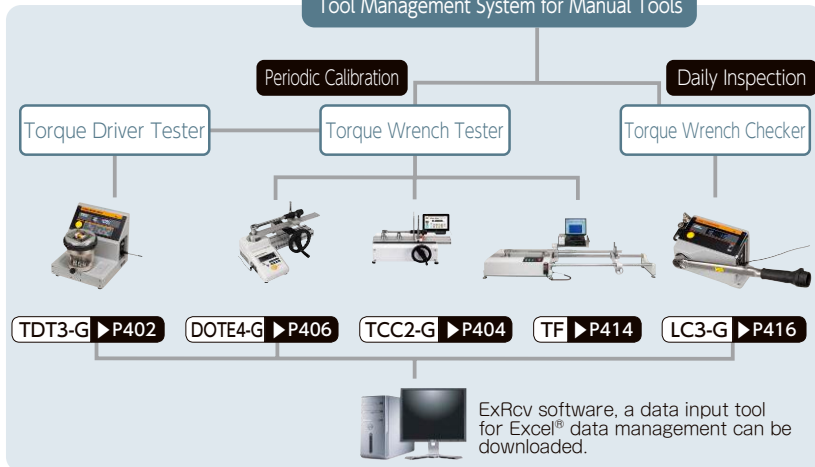 Tool Management System for Manual Tools
Periodic Calibration
Daily Inspection
Torque Driver Tester
Torque Wrench Tester
Torque Wrench Checker
TDT3-G ▶P402
DOTE4-G ▶P406
TCC2-G ▶P404
TF ▶P414
LC3-G ▶P416
ExRcv software, a data input tool
for Excel® data management can be
downloaded.